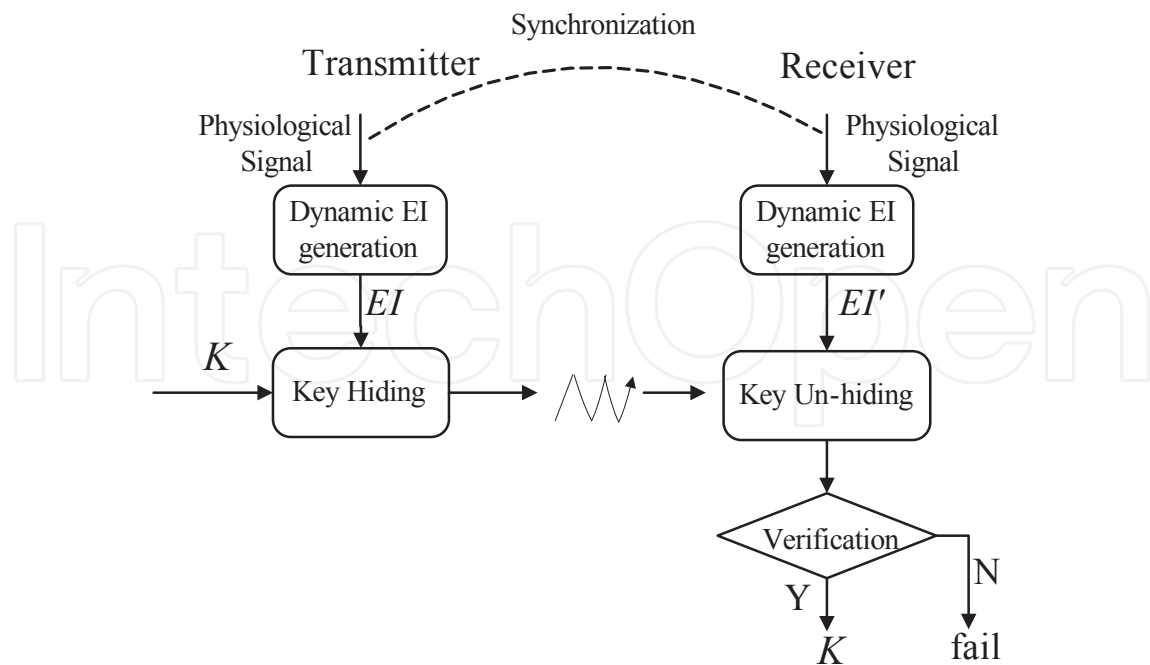 Synchronization
Transmitter
Receiver
Physiological
Signal
Physiological
Signal
Dynamic EI
generation
Dynamic EI
generation
EI
EI'
K
Key Hiding
Key Un-hiding
Verification
Y
N
K
fail
IntechOpen